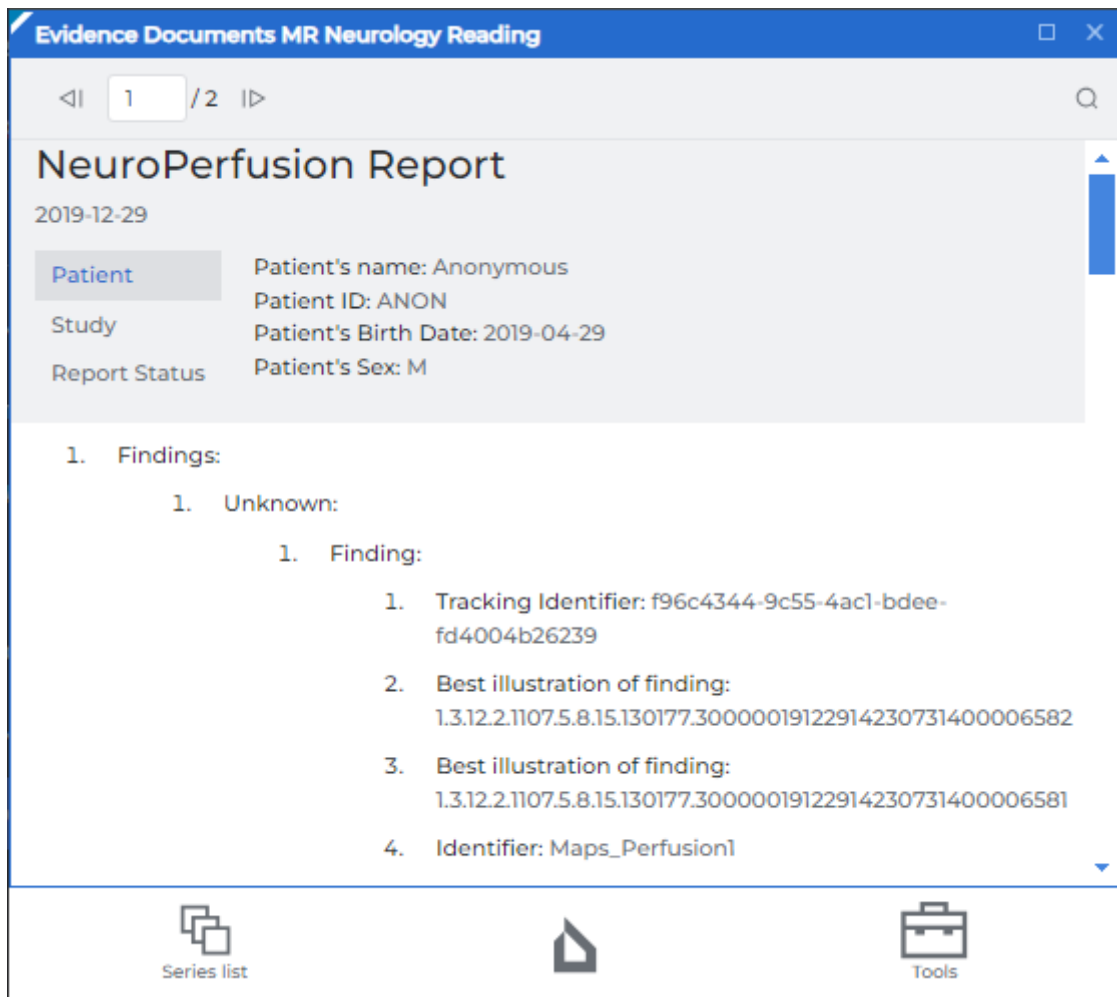 Evidence Documents MR Neurology Reading
1 / 2
NeuroPerfusion Report
2019-12-29
Patient
Study
Report Status
Patient's name: Anonymous
Patient ID: ANON
Patient's Birth Date: 2019-04-29
Patient's Sex: M
1. Findings:
1. Unknown:
1. Finding:
1. Tracking Identifier: f96c4344-9c55-4ac1-bdee-
fd4004b26239
2. Best illustration of finding:
1.3.12.2.1107.5.8.15.130177.30000019122914230731400006582
3. Best illustration of finding:
1.3.12.2.1107.5.8.15.130177.30000019122914230731400006581
4. Identifier: Maps_Perfusion1
Series list
Tools